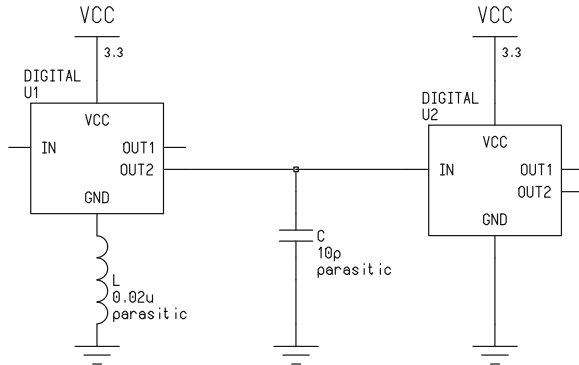 VCC
3.3
DIGITAL
U1
VCC
IN
OUT1
OUT2
GND
L
0.02u
parasitic
C
10p
parasitic
VCC
3.3
DIGITAL
U2
VCC
IN
OUT1
OUT2
GND